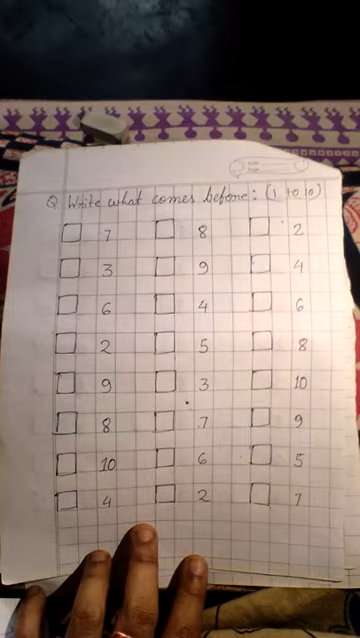 Q Write what comes before: (1 to 10)
7 8 2
3 9 4
6 4 6
2 5 8
9 3 10
8 7 9
10 6 5
4 2 7